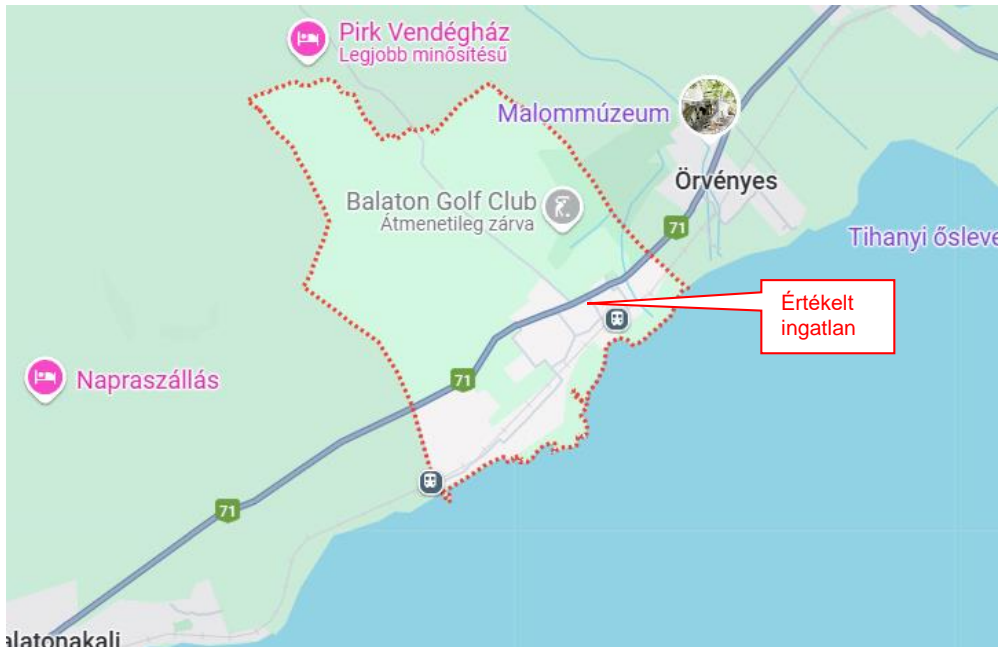 Pirk Vendégház
Legjobb minősítésű
Malommúzeum
Örvényes
Balaton Golf Club
Átmenetileg zárva
71
Tihanyi ősleve
Értékelt
ingatlan
Napraszállás
71
71
alatonakali